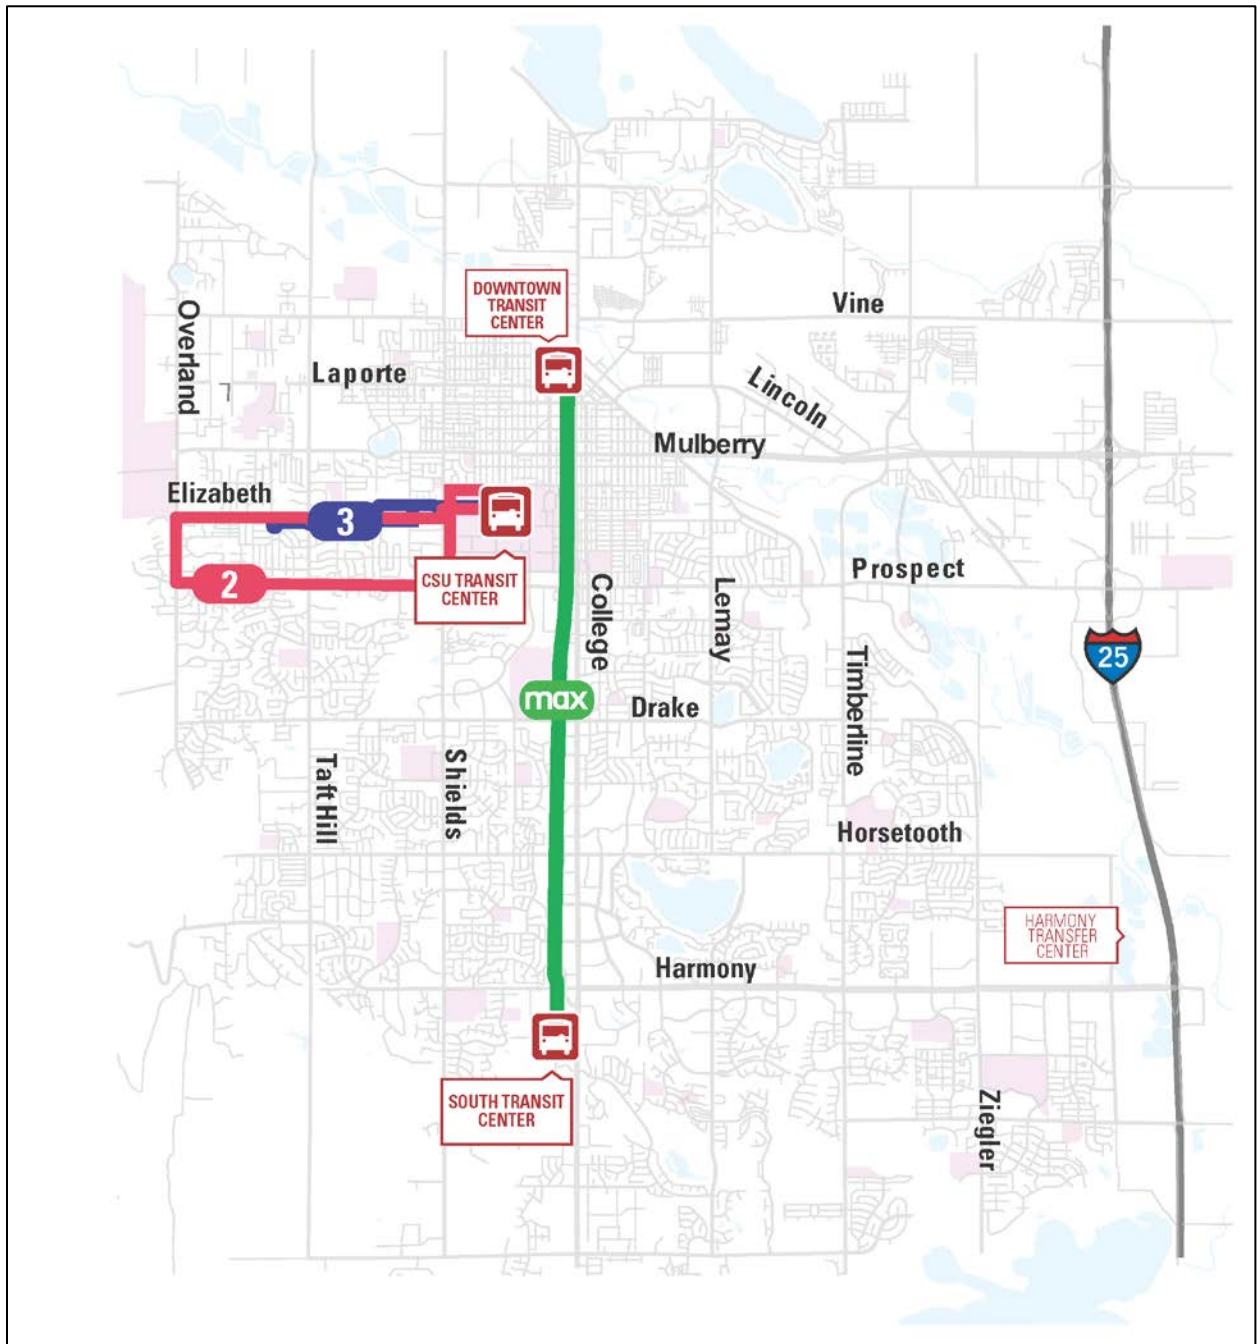 DOWNTOWN
TRANSIT
CENTER
Vine
Overland
Laporte
Lincoln
Mulberry
Elizabeth
3
2
CSU TRANSIT
CENTER
Prospect
College
Lemay
Timberline
25
max
Drake
Taft Hill
Shields
Horsetooth
HARMONY
TRANSFER
CENTER
Harmony
SOUTH TRANSIT
CENTER
Ziegler